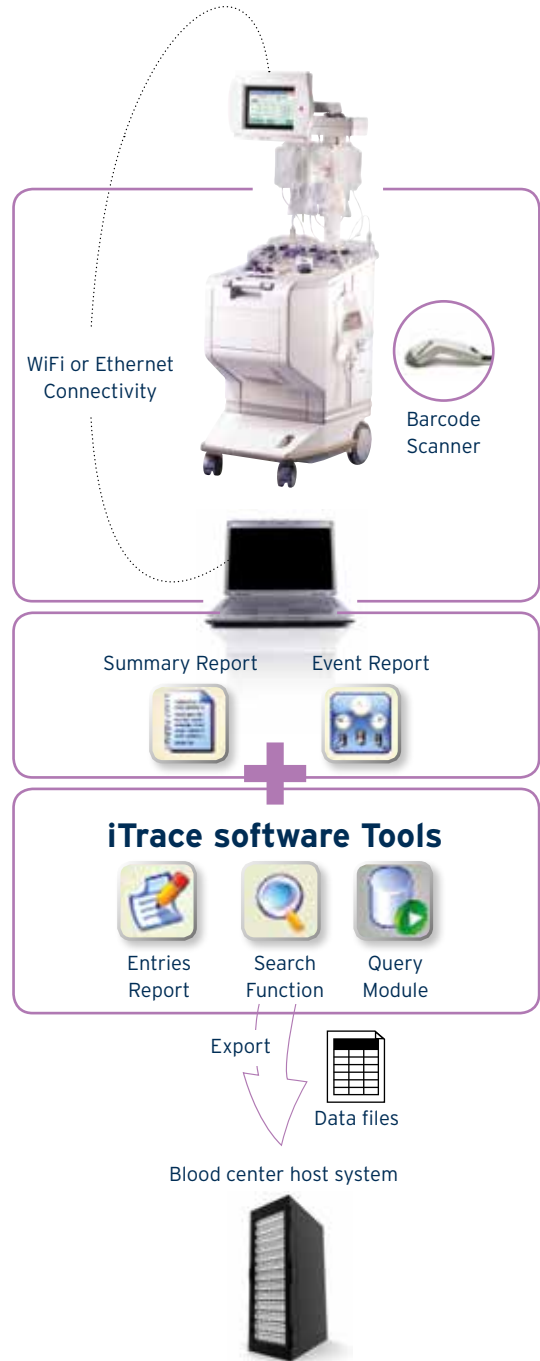 WiFi or Ethernet
Connectivity
Barcode
Scanner
Summary Report
Event Report
iTrace software Tools
Entries
Report
Search
Function
Query
Module
Export
Data files
Blood center host system